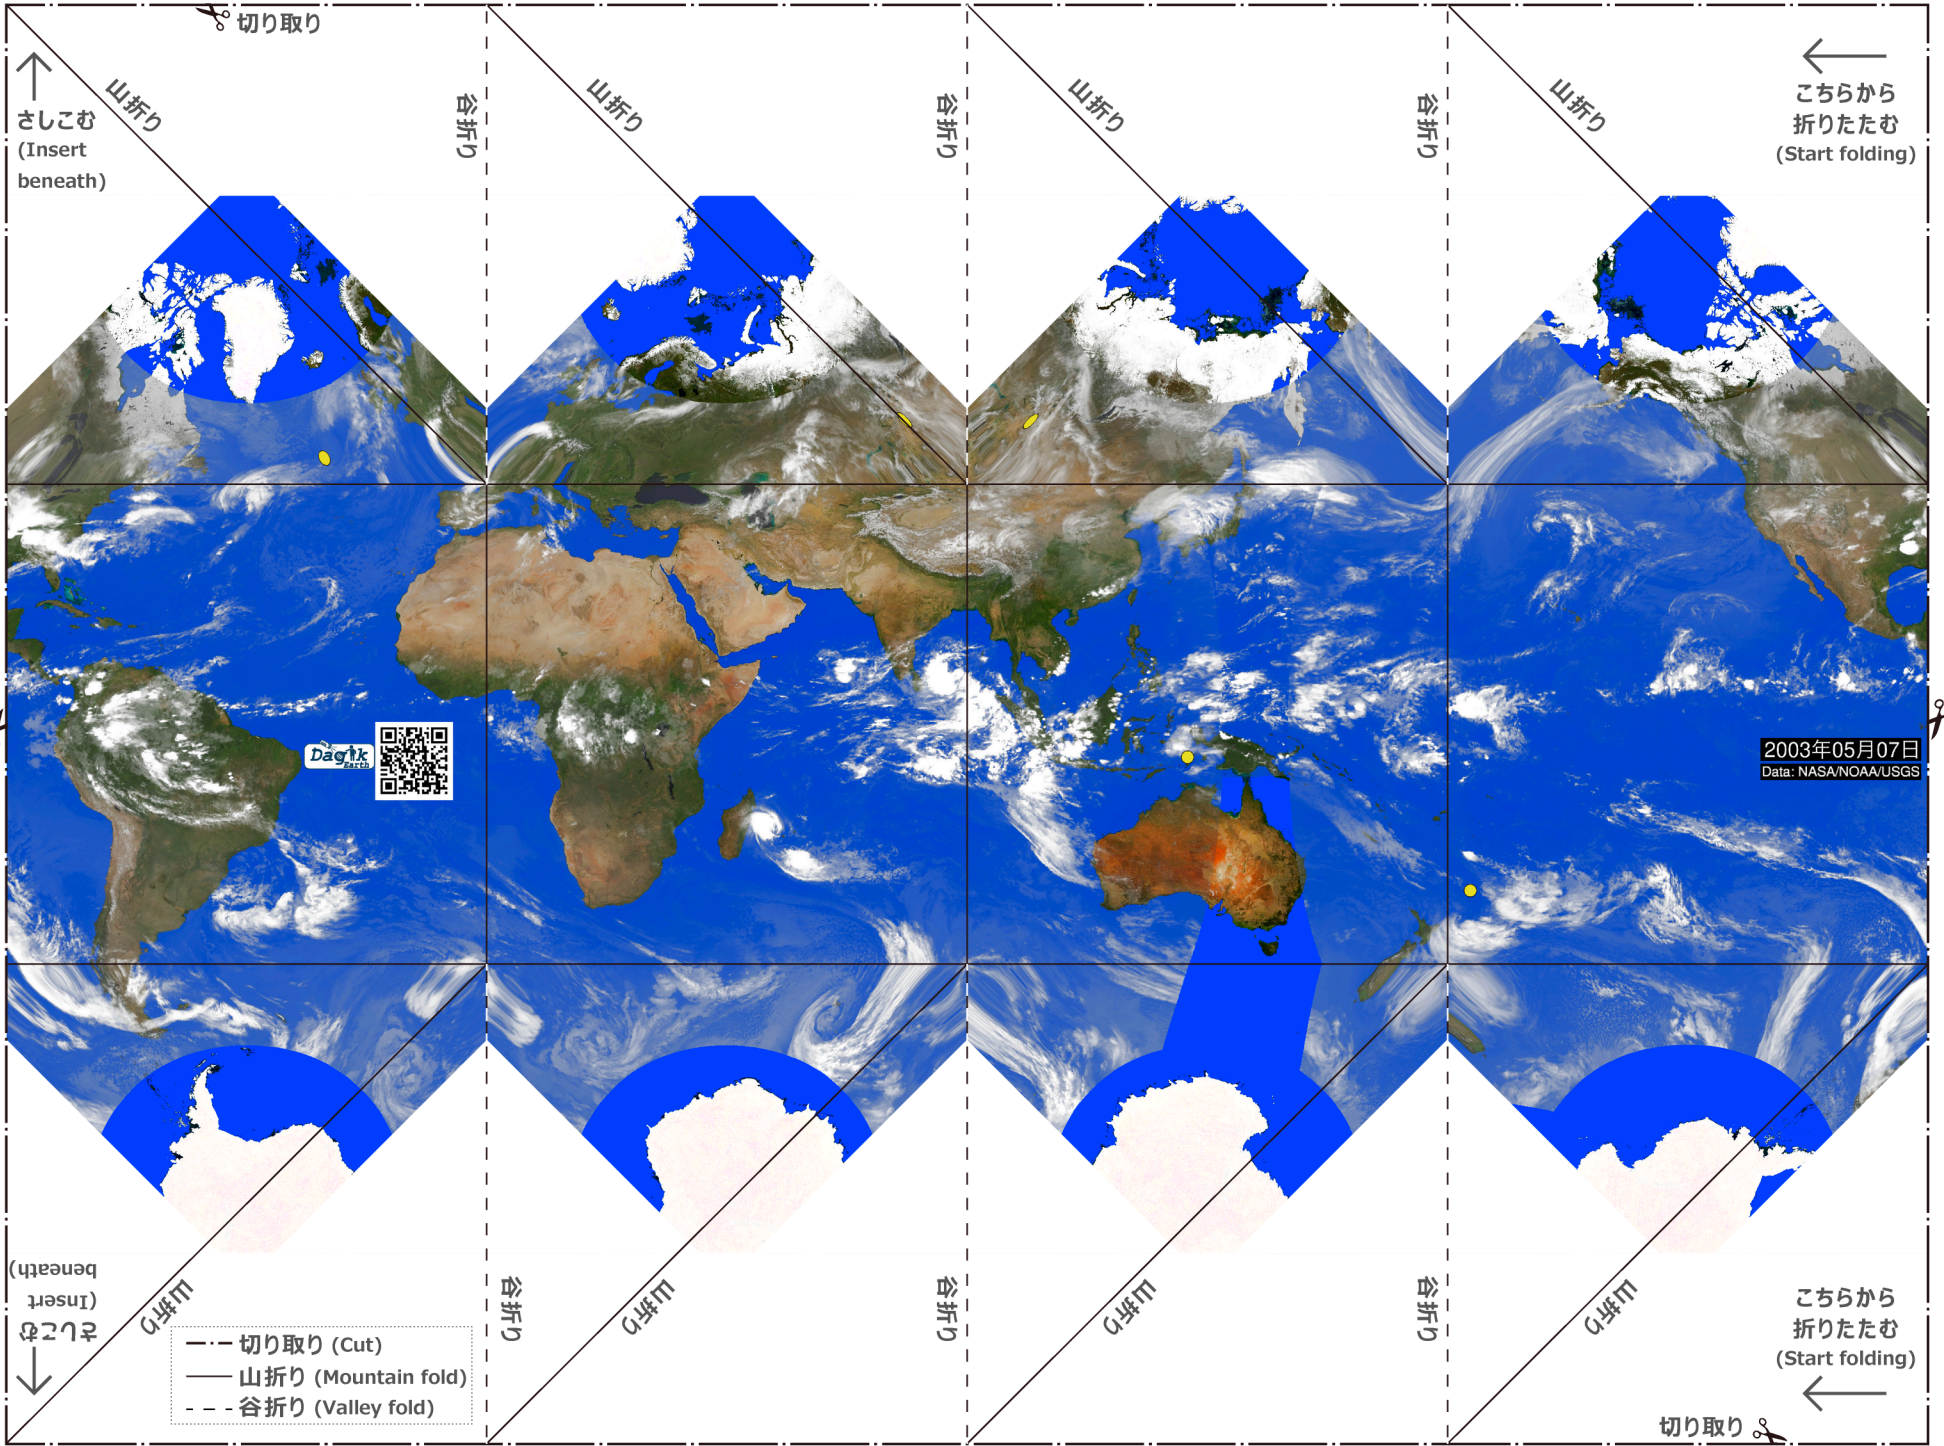 切り取り
さしこむ
(Insert
beneath)
山折り
谷折り
山折り
谷折り
山折り
谷折り
山折り
こちらから
折りたたむ
(Start folding)
Dagik
Earth
2003年05月07日
Data: NASA/NOAA/USGS
さしこむ
(Insert
beneath)
山折り
谷折り
山折り
谷折り
山折り
谷折り
山折り
こちらから
折りたたむ
(Start folding)
切り取り (Cut)
山折り (Mountain fold)
谷折り (Valley fold)
切り取り